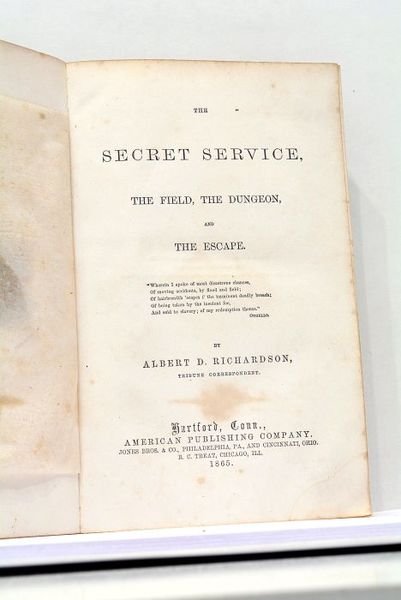 THE
SECRET SERVICE,
THE FIELD, THE DUNGEON,
AND
THE ESCAPE.
"Wherein I spoke of most disastrous chances,
Of moving accidents, by flood and field;
Of hairbreadth 'scapes i' the imminent deadly breach;
Of being taken by the insolent foe,
And sold to slavery; of my redemption thence."
OTHELLO.
BY
ALBERT D. RICHARDSON,
TRIBUNE CORRESPONDENT.
Hartford, Conn.,
AMERICAN PUBLISHING COMPANY.
JONES BROS. & CO., PHILADELPHIA, PA., AND CINCINNATI, OHIO.
R. C. TREAT, CHICAGO, ILL.
1865.